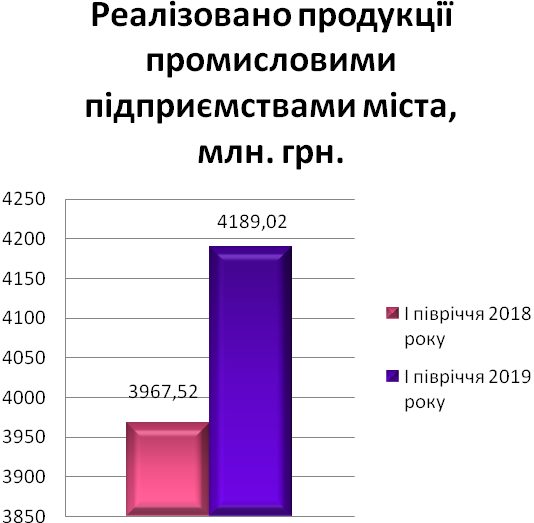 Реалізовано продукції
промисловими
підприємствами міста,
млн. грн.
4250
4200
4150
4100
4050
4000
3950
3900
3850
4189,02
3967,52
І півріччя 2018
року
І півріччя 2019
року